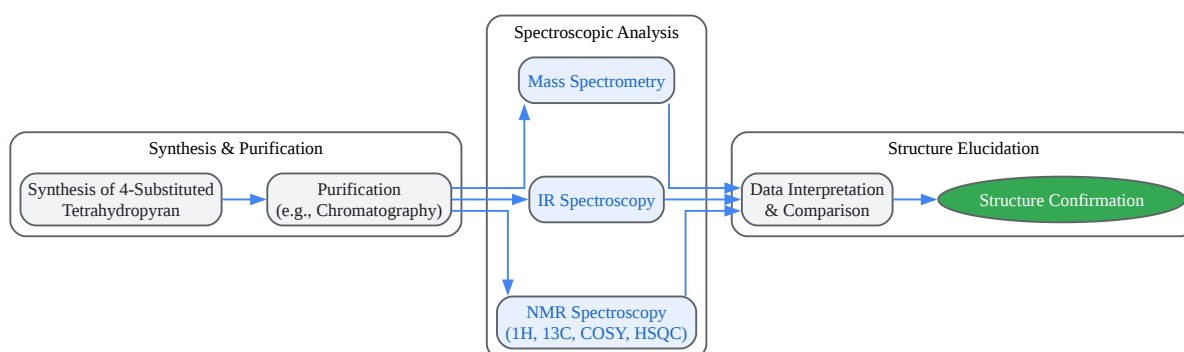 Synthesis & Purification
Synthesis of 4-Substituted
Tetrahydropyran
Purification
(e.g., Chromatography)
Spectroscopic Analysis
Mass Spectrometry
IR Spectroscopy
NMR Spectroscopy
(1H, 13C, COSY, HSQC)
Structure Elucidation
Data Interpretation
& Comparison
Structure Confirmation